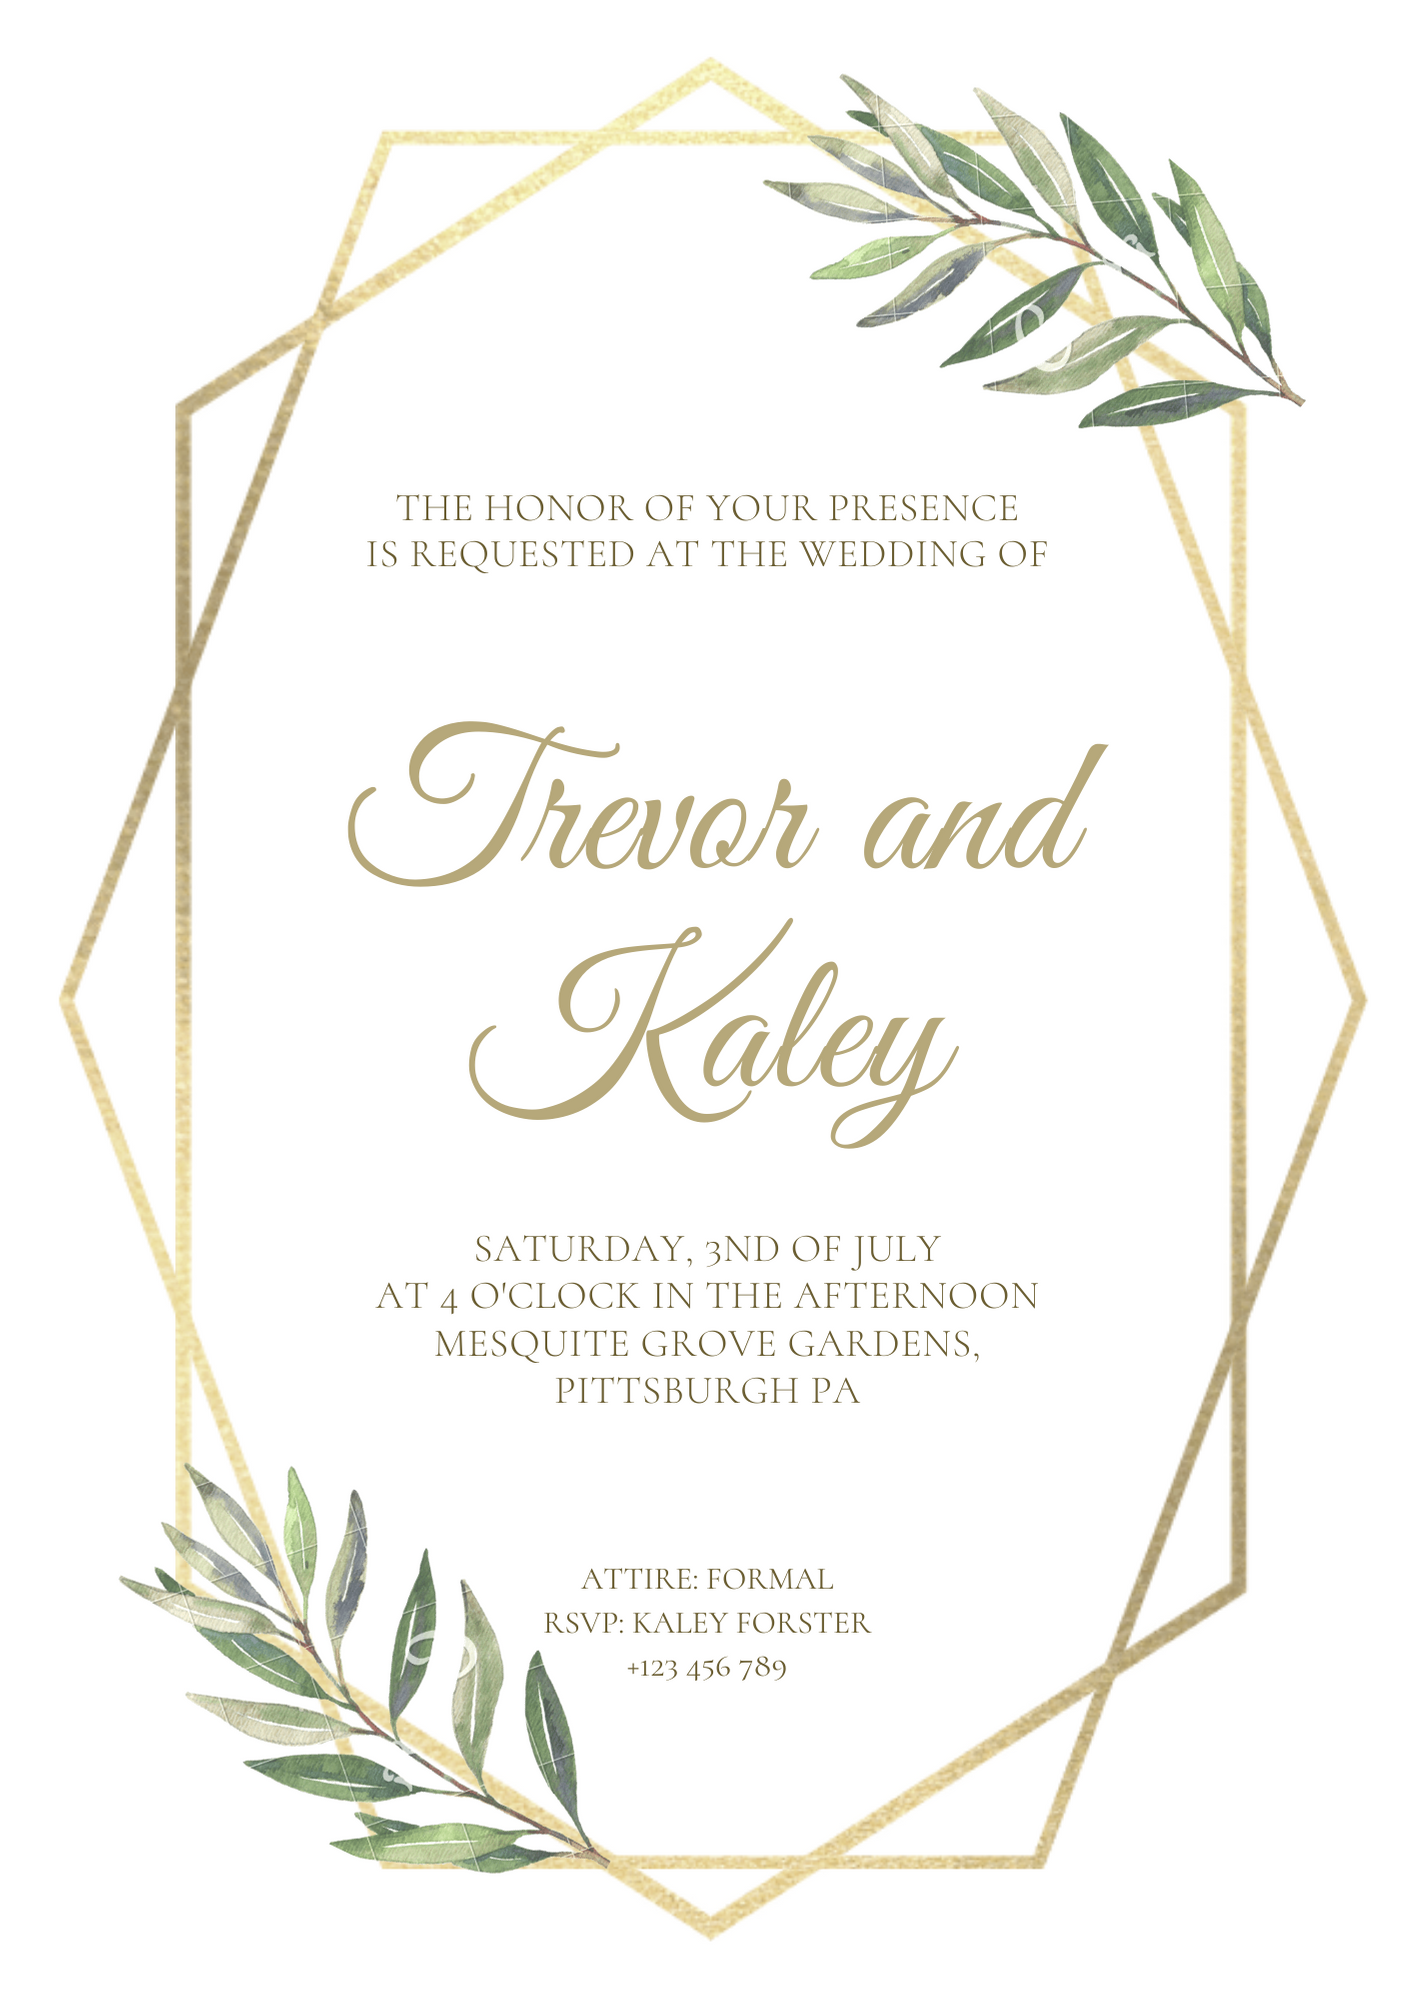 THE HONOR OF YOUR PRESENCE
IS REQUESTED AT THE WEDDING OF
Trevor and
Kaley
SATURDAY, 3ND OF JULY
AT 4 O'CLOCK IN THE AFTERNOON
MESQUITE GROVE GARDENS,
PITTSBURGH PA
ATTIRE: FORMAL
RSVP: KALEY FORSTER
+123 456 789